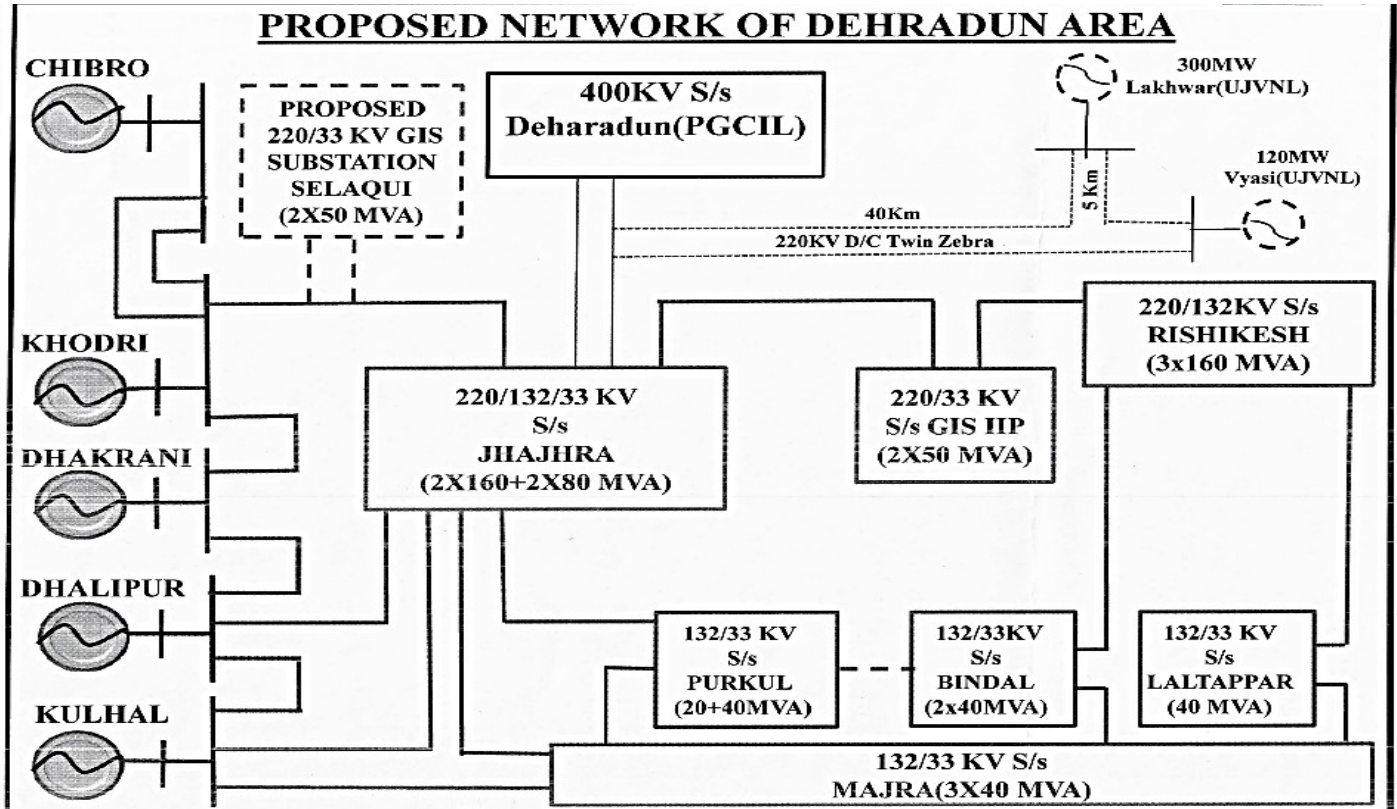 PROPOSED NETWORK OF DEHRADUN AREA
CHIBRO
PROPOSED
220/33 KV GIS
SUBSTATION
SELAQUI
(2X50 MVA)
400KV S/s
Deharadun(PGCIL)
300MW
Lakhwar(UJVNL)
120MW
Vyasi(UJVNL)
5 Km
40Km
220KV D/C Twin Zebra
KHODRI
220/132KV S/s
RISHIKESH
(3x160 MVA)
220/132/33 KV
S/s
JHAJHRA
(2X160+2X80 MVA)
220/33 KV
S/s GIS IIP
(2X50 MVA)
DHAKRANI
DHALIPUR
132/33 KV
S/s
PURKUL
(20+40MVA)
132/33KV
S/s
BINDAL
(2x40MVA)
132/33 KV
S/s
LALTAPPAR
(40 MVA)
KULHAL
132/33 KV S/s
MAJRA(3X40 MVA)